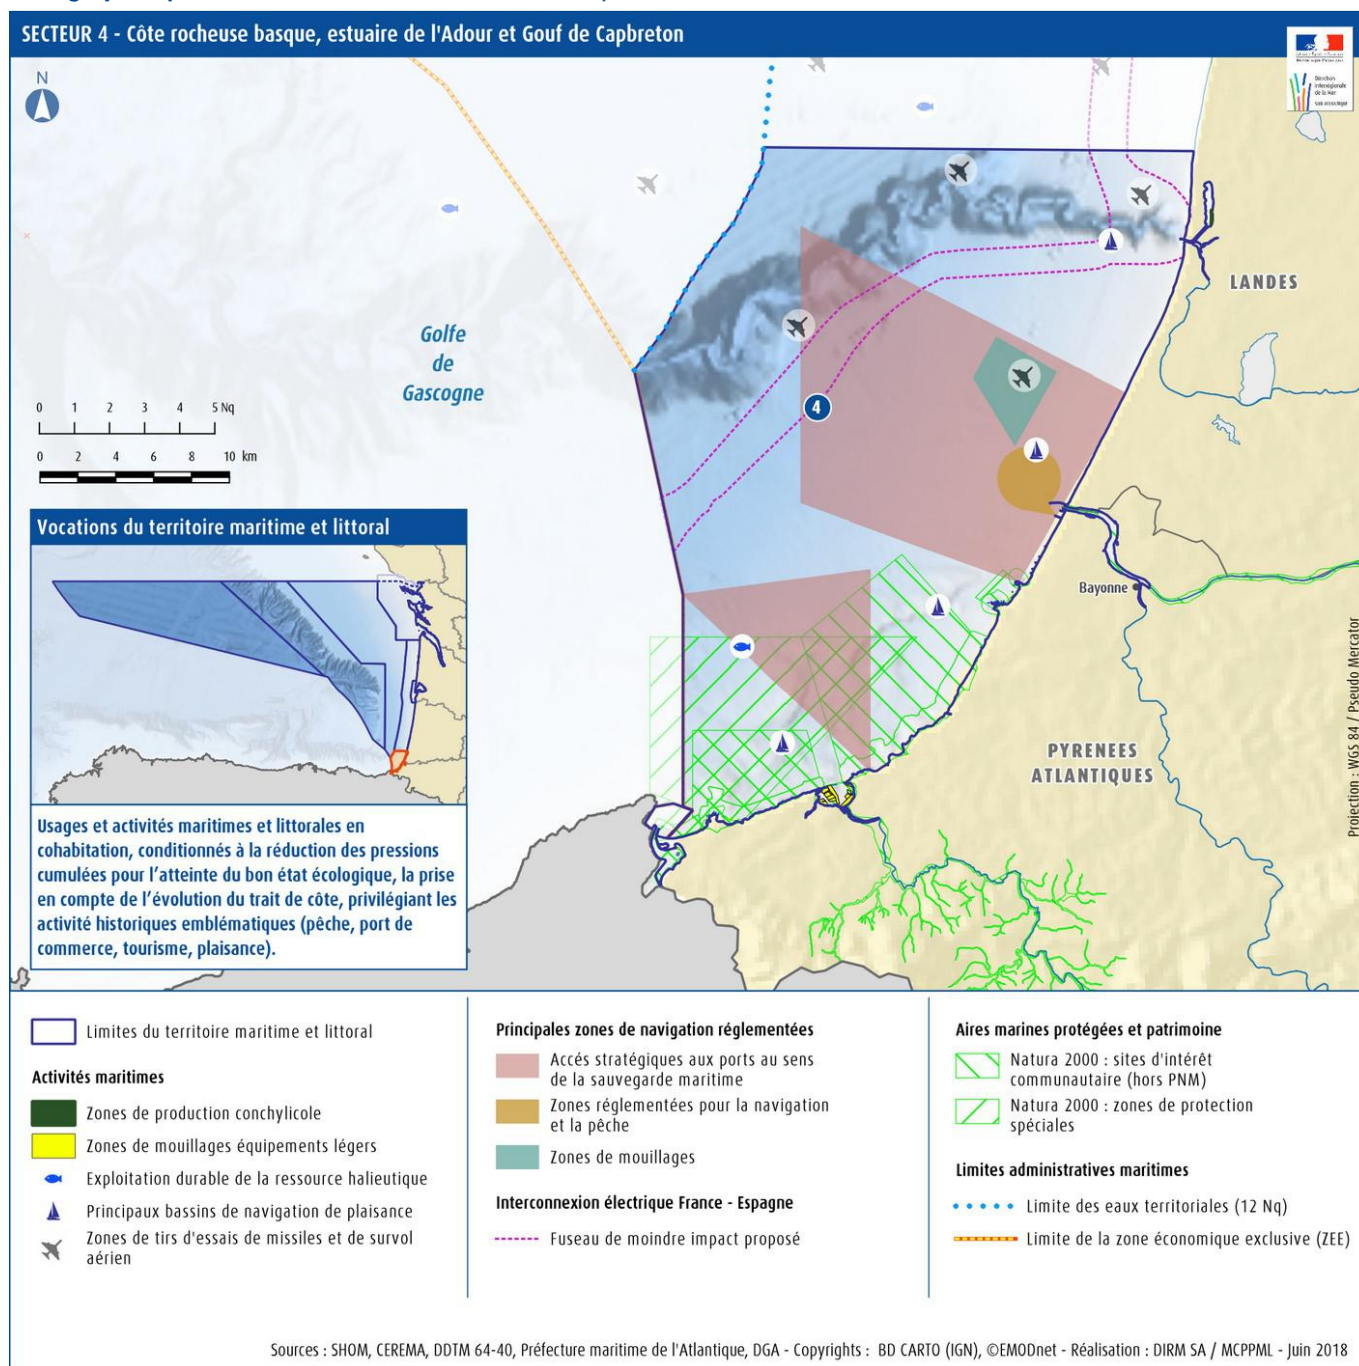 SECTEUR 4 - Côte rocheuse basque, estuaire de l'Adour et Gouf de Capbreton
N
Golfe
de
Gascogne
LANDES
4
0 1 2 3 4 5 Nq
0 2 4 6 8 10 km
Bayonne
PYRENEES
ATLANTIQUES
Projection : WGS 84 / Pseudo Mercator
Vocations du territoire maritime et littoral
Usages et activités maritimes et littorales en
cohabitation, conditionnés à la réduction des pressions
cumulées pour l'atteinte du bon état écologique, la prise
en compte de l'évolution du trait de côte, privilégiant les
activité historiques emblématiques (pêche, port de
commerce, tourisme, plaisance).
Limites du territoire maritime et littoral
Activités maritimes
Zones de production conchylicole
Zones de mouillages équipements légers
Exploitation durable de la ressource halieutique
Principaux bassins de navigation de plaisance
Zones de tirs d'essais de missiles et de survol
aérien
Principales zones de navigation réglementées
Accés stratégiques aux ports au sens
de la sauvegarde maritime
Zones réglementées pour la navigation
et la pêche
Zones de mouillages
Interconnexion électrique France - Espagne
Fuseau de moindre impact proposé
Aires marines protégées et patrimoine
Natura 2000 : sites d'intérêt
communautaire (hors PNM)
Natura 2000 : zones de protection
spéciales
Limites administratives maritimes
Limite des eaux territoriales (12 Nq)
Limite de la zone économique exclusive (ZEE)
Sources : SHOM, CEREMA, DDTM 64-40, Préfecture maritime de l'Atlantique, DGA - Copyrights : BD CARTO (IGN), ©EMODnet - Réalisation : DIRM SA / MCPPML - Juin 2018